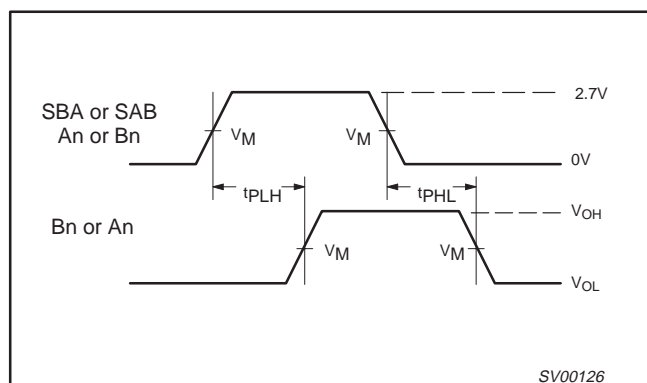 SBA or SAB
An or Bn
VM
VM
2.7V
0V
tPLH
tPHL
Bn or An
VM
VM
VOH
VOL
SV00126